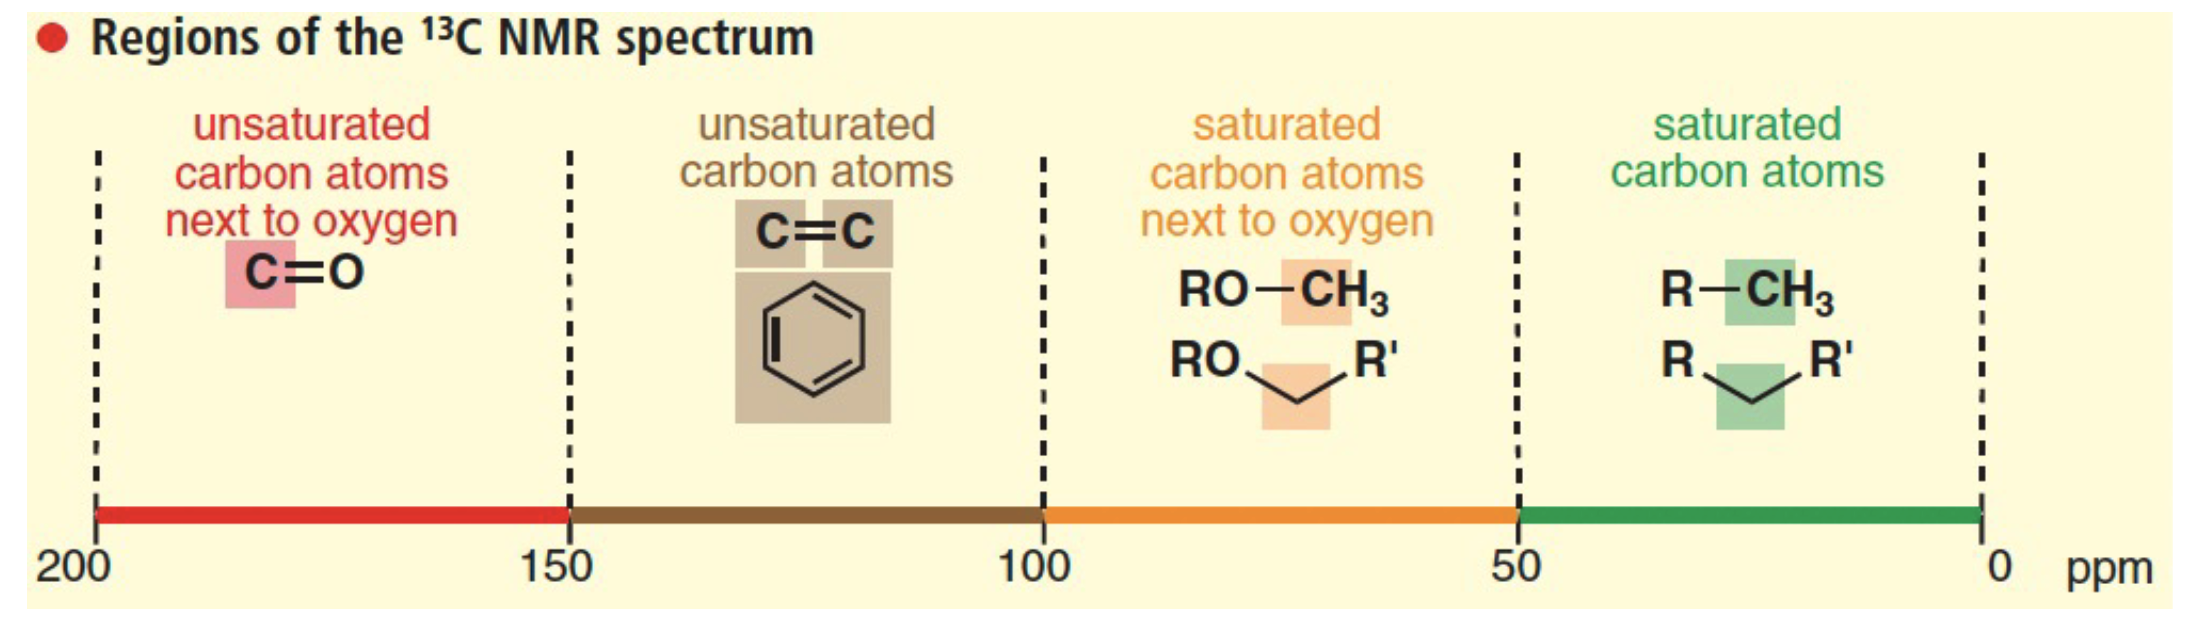 ● Regions of the ¹³C NMR spectrum
unsaturated
carbon atoms
next to oxygen
C=O
unsaturated
carbon atoms
C=C
saturated
carbon atoms
next to oxygen
RO—CH₃
RO R'
saturated
carbon atoms
R—CH₃
R R'
200 150 100 50 0 ppm